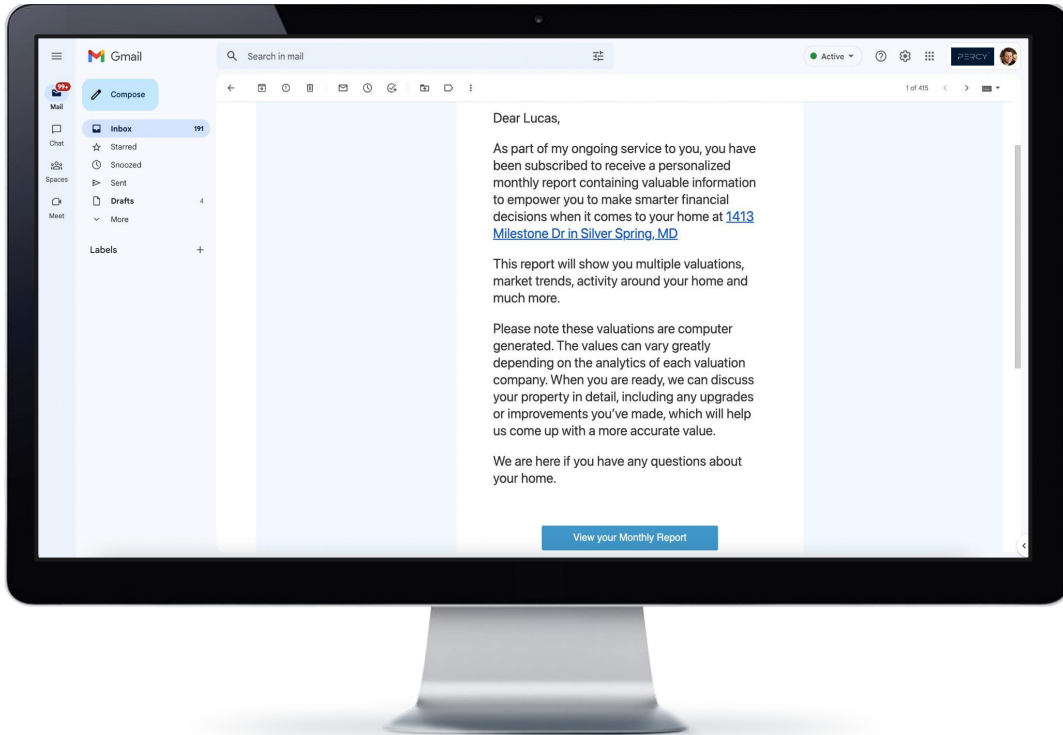 Gmail
Search in mail
Active
PERCY
99+
Mail
Compose
1 of 415
Inbox 191
Chat
Starred
Snoozed
Spaces
Sent
Drafts 4
Meet
More
Labels
Dear Lucas,
As part of my ongoing service to you, you have
been subscribed to receive a personalized
monthly report containing valuable information
to empower you to make smarter financial
decisions when it comes to your home at 1413
Milestone Dr in Silver Spring, MD
This report will show you multiple valuations,
market trends, activity around your home and
much more.
Please note these valuations are computer
generated. The values can vary greatly
depending on the analytics of each valuation
company. When you are ready, we can discuss
your property in detail, including any upgrades
or improvements you’ve made, which will help
us come up with a more accurate value.
We are here if you have any questions about
your home.
View your Monthly Report